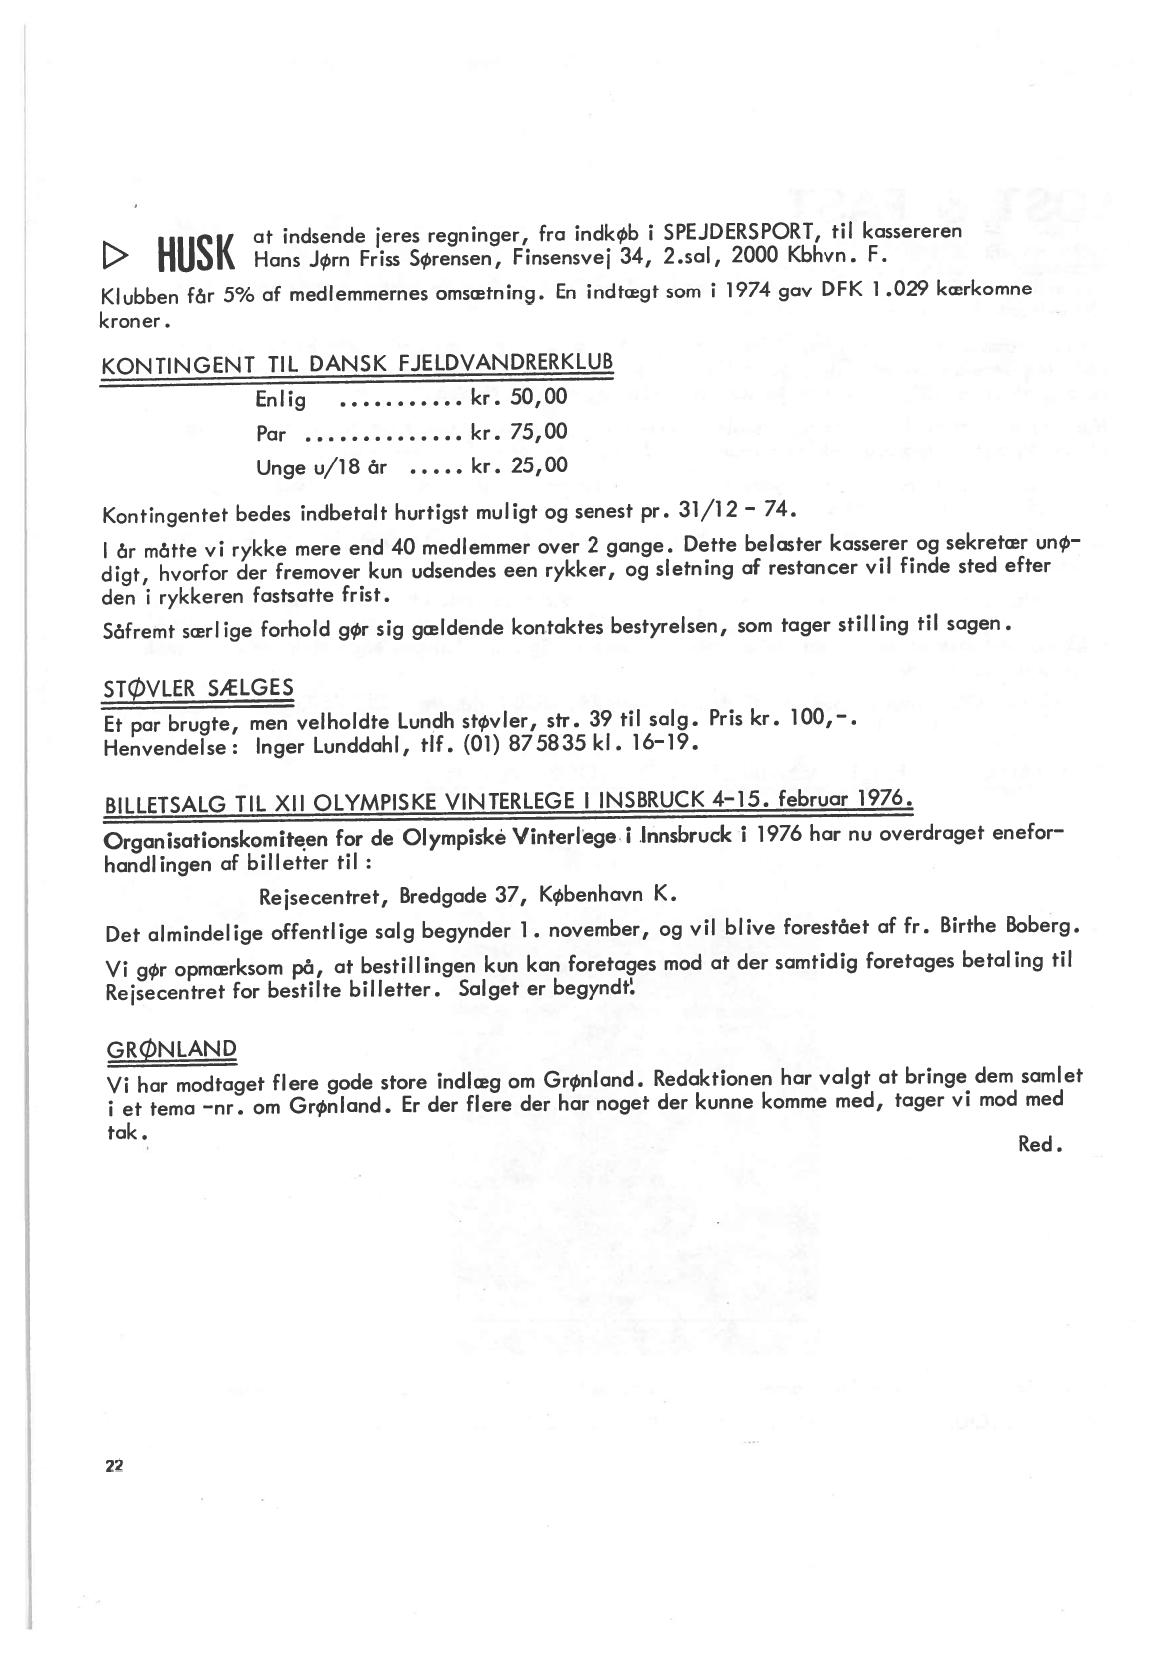 ▷ HUSK at indsende jeres regninger, fra indkøb i SPEJDERSPORT, til kassereren
Hans Jørn Friss Sørensen, Finsensvej 34, 2.sal, 2000 Kbhvn. F.
Klubben får 5% af medlemmernes omsætning. En indtægt som i 1974 gav DFK 1.029 kærkomne
kroner.
KONTINGENT TIL DANSK FJELDVANDRERKLUB
Enlig ........... kr. 50,00
Par .............. kr. 75,00
Unge u/18 år ..... kr. 25,00
Kontingentet bedes indbetalt hurtigst muligt og senest pr. 31/12 - 74.
I år måtte vi rykke mere end 40 medlemmer over 2 gange. Dette belaster kasserer og sekretær unø-
digt, hvorfor der fremover kun udsendes een rykker, og sletning af restancer vil finde sted efter
den i rykkeren fastsatte frist.
Såfremt særlige forhold gør sig gældende kontaktes bestyrelsen, som tager stilling til sagen.
STØVLER SÆLGES
Et par brugte, men velholdte Lundh støvler, str. 39 til salg. Pris kr. 100,-.
Henvendelse: Inger Lunddahl, tlf. (01) 875835 kl. 16-19.
BILLETSALG TIL XII OLYMPISKE VINTERLEGE I INSBRUCK 4-15. februar 1976.
Organisationskomiteen for de Olympiske Vinterlege i Innsbruck i 1976 har nu overdraget enefor-
handlingen af billetter til:
Rejsecentret, Bredgade 37, København K.
Det almindelige offentlige salg begynder 1. november, og vil blive forestået af fr. Birthe Boberg.
Vi gør opmærksom på, at bestillingen kun kan foretages mod at der samtidig foretages betaling til
Rejsecentret for bestilte billetter. Salget er begyndt!
GRØNLAND
Vi har modtaget flere gode store indlæg om Grønland. Redaktionen har valgt at bringe dem samlet
i et tema -nr. om Grønland. Er der flere der har noget der kunne komme med, tager vi mod med
tak.
Red.
22